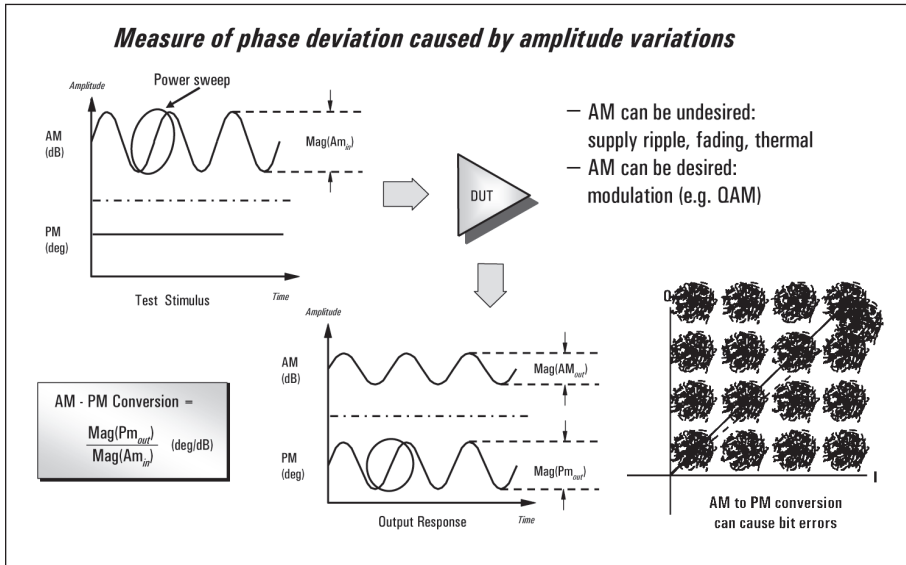 Measure of phase deviation caused by amplitude variations
Amplitude
Power sweep
AM
(dB)
Mag(Am_in)
PM
(deg)
Test Stimulus
Time
DUT
– AM can be undesired:
supply ripple, fading, thermal
– AM can be desired:
modulation (e.g. QAM)
Amplitude
AM
(dB)
Mag(AM_out)
PM
(deg)
Mag(Pm_out)
Output Response
Time
AM - PM Conversion =
Mag(Pm_out)
Mag(Am_in)
(deg/dB)
Q
I
AM to PM conversion
can cause bit errors